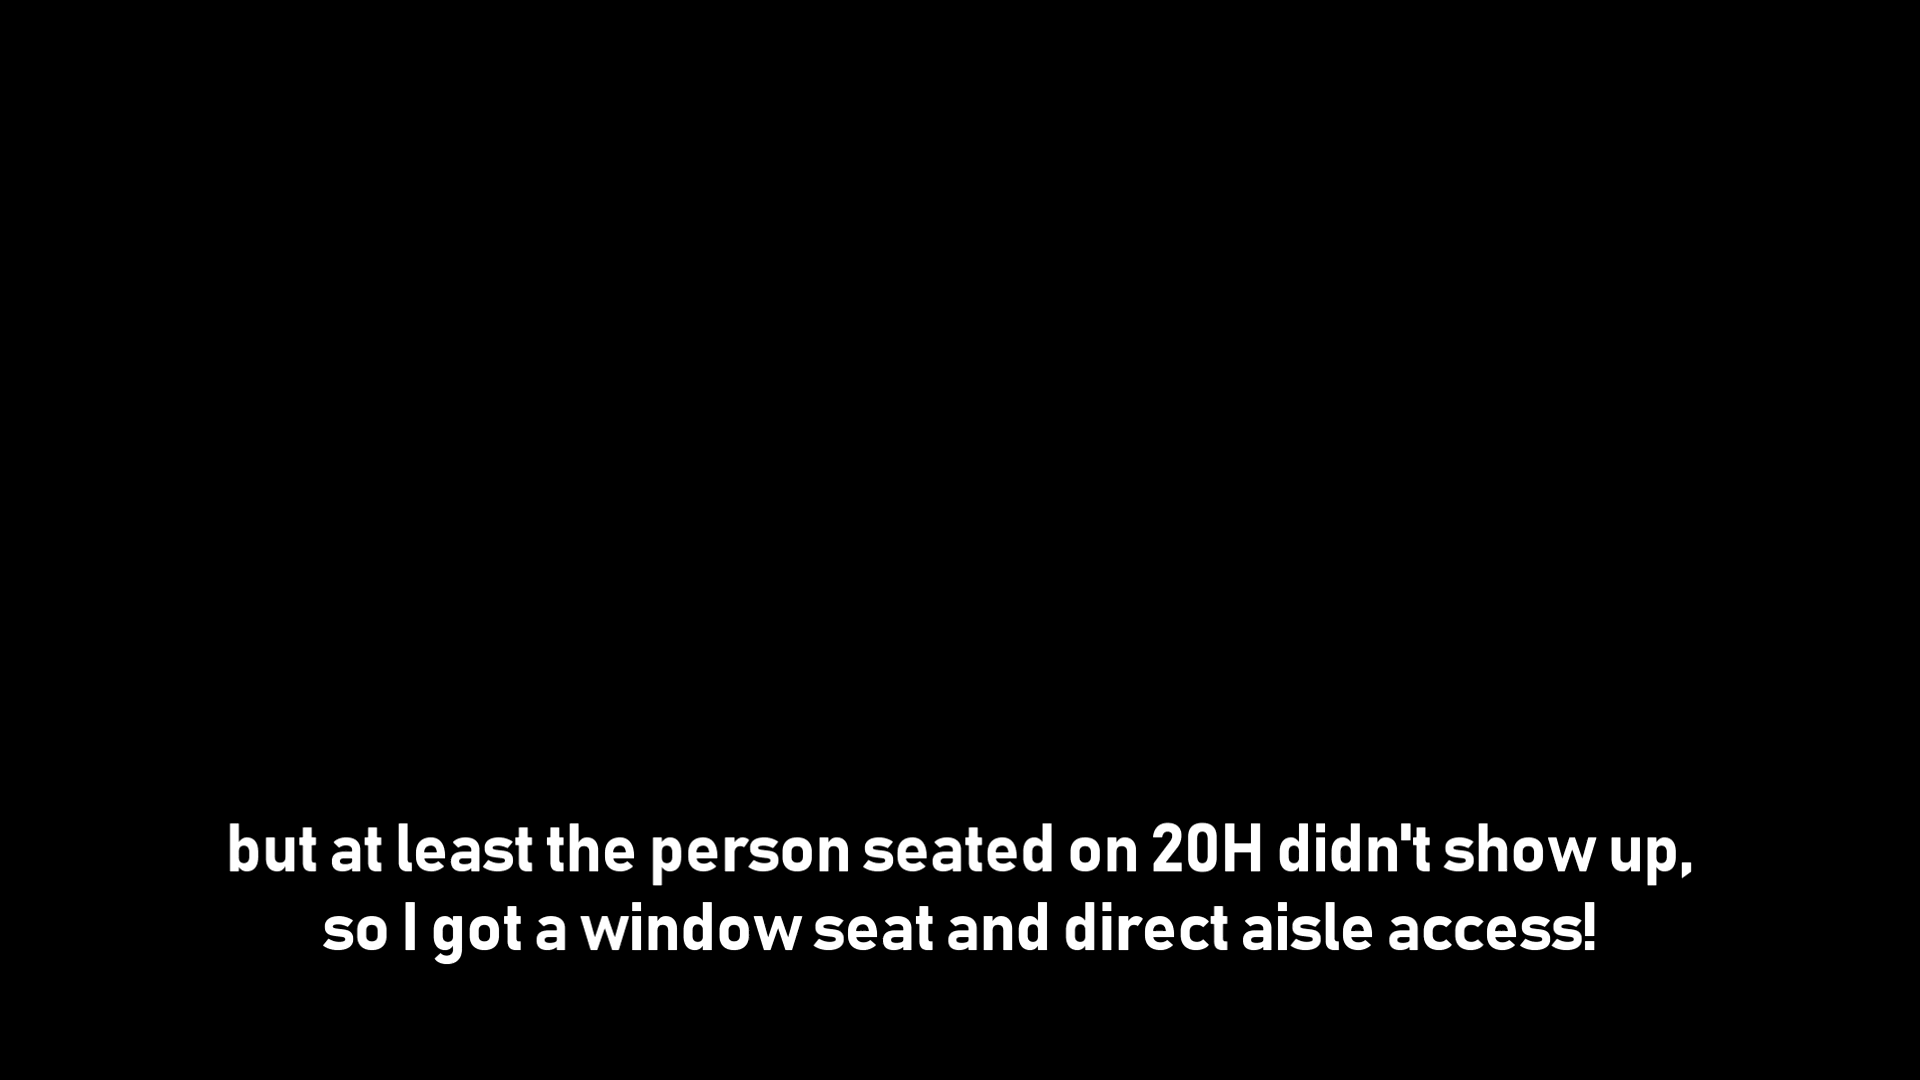 but at least the person seated on 20H didn't show up,
so I got a window seat and direct aisle access!